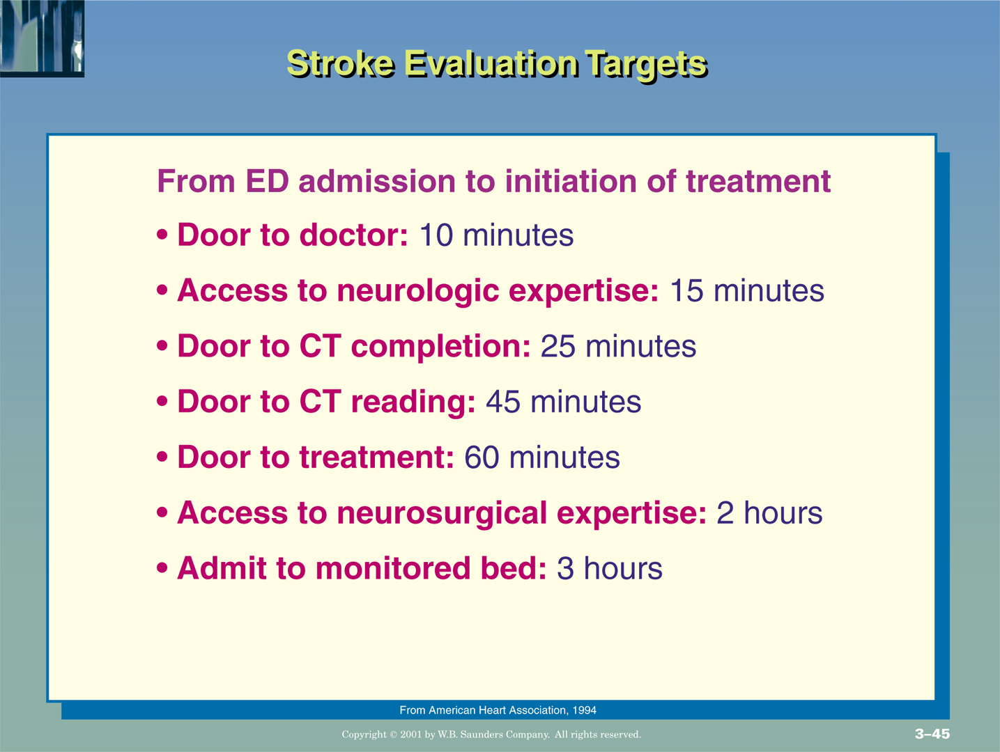 Stroke Evaluation Targets
From ED admission to initiation of treatment
• Door to doctor: 10 minutes
• Access to neurologic expertise: 15 minutes
• Door to CT completion: 25 minutes
• Door to CT reading: 45 minutes
• Door to treatment: 60 minutes
• Access to neurosurgical expertise: 2 hours
• Admit to monitored bed: 3 hours
From American Heart Association, 1994
Copyright © 2001 by W.B. Saunders Company. All rights reserved.
3–45